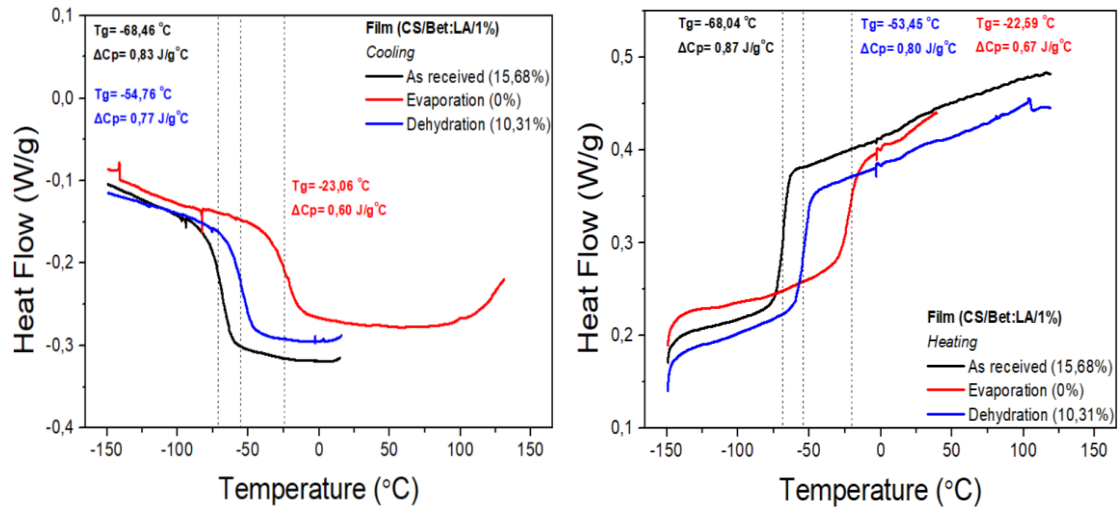 Tg= -68,46 °C
ΔCp= 0,83 J/g°C
Tg= -54,76 °C
ΔCp= 0,77 J/g°C
Tg= -23,06 °C
ΔCp= 0,60 J/g°C
Film (CS/Bet:LA/1%)
Cooling
As received (15,68%)
Evaporation (0%)
Dehydration (10,31%)
Heat Flow (W/g)
0,1
0,0
-0,1
-0,2
-0,3
-0,4
-150 -100 -50 0 50 100 150
Temperature (°C)
Tg= -68,04 °C
ΔCp= 0,87 J/g°C
Tg= -53,45 °C
ΔCp= 0,80 J/g°C
Tg= -22,59 °C
ΔCp= 0,67 J/g°C
Heat Flow (W/g)
0,5
0,4
0,3
0,2
0,1
Film (CS/Bet:LA/1%)
Heating
As received (15,68%)
Evaporation (0%)
Dehydration (10,31%)
-150 -100 -50 0 50 100 150
Temperature (°C)